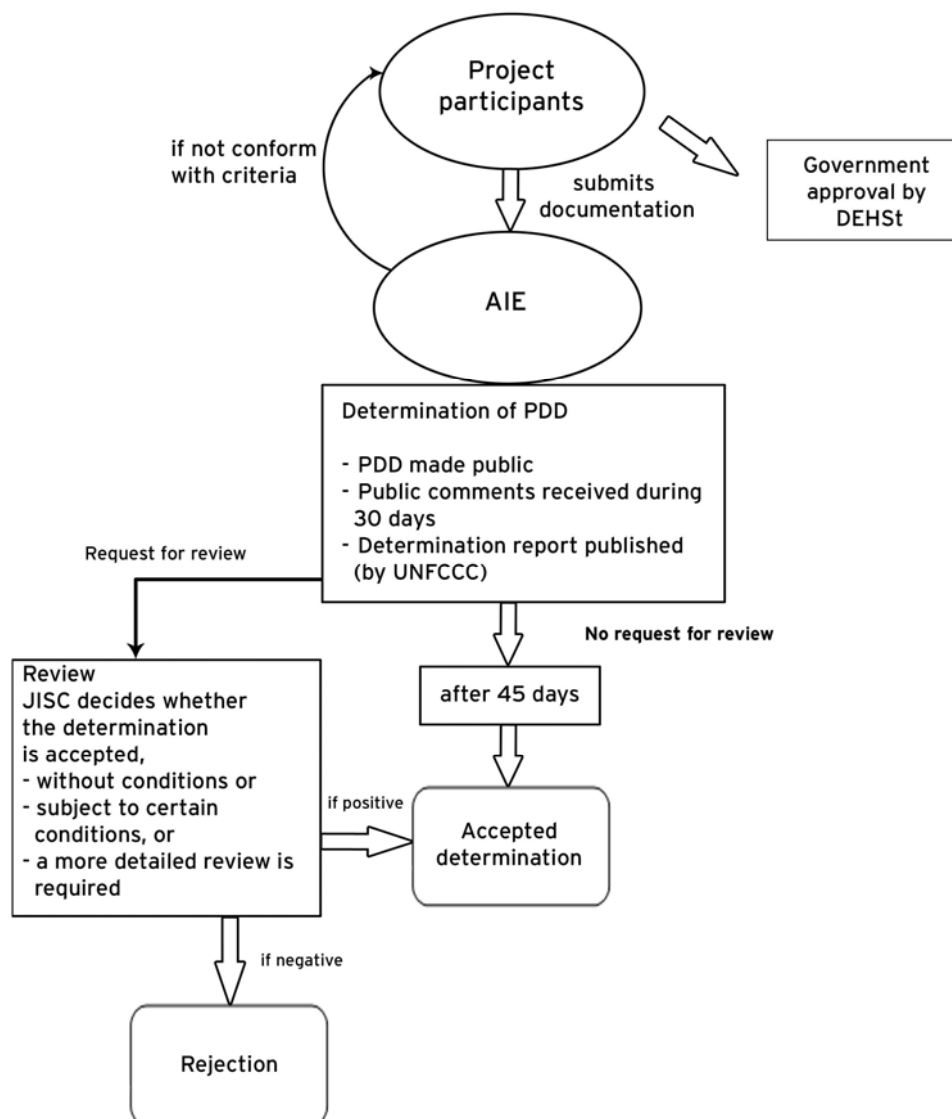 Project
participants
if not conform
with criteria
submits
documentation
Government
approval by
DEHSt
AIE
Determination of PDD
- PDD made public
- Public comments received during
30 days
- Determination report published
(by UNFCCC)
Request for review
No request for review
after 45 days
Review
JISC decides whether
the determination
is accepted,
- without conditions or
- subject to certain
conditions, or
- a more detailed review is
required
if positive
Accepted
determination
if negative
Rejection